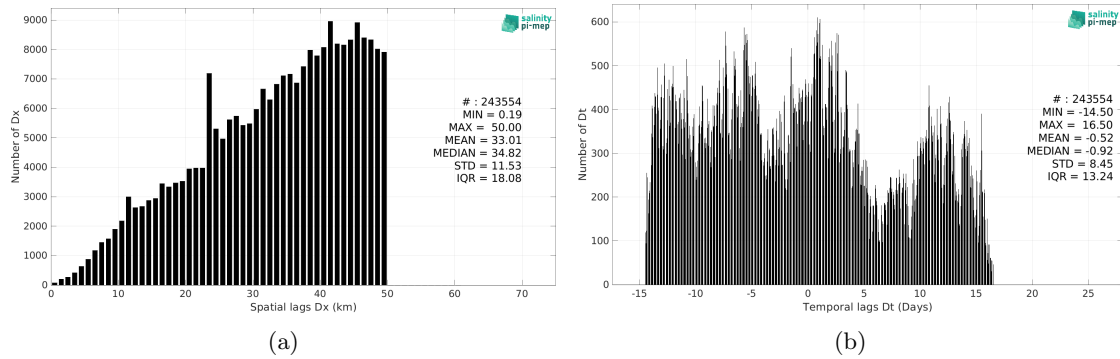 9000
8000
7000
6000
5000
4000
3000
2000
1000
0
Number of Dx
salinity
pi-mep
# : 243554
MIN = 0.19
MAX = 50.00
MEAN = 33.01
MEDIAN = 34.82
STD = 11.53
IQR = 18.08
0 10 20 30 40 50 60 70
Spatial lags Dx (km)
(a)
600
500
400
300
200
100
0
Number of Dt
salinity
pi-mep
# : 243554
MIN = -14.50
MAX = 16.50
MEAN = -0.52
MEDIAN = -0.92
STD = 8.45
IQR = 13.24
-15 -10 -5 0 5 10 15 20 25
Temporal lags Dt (Days)
(b)